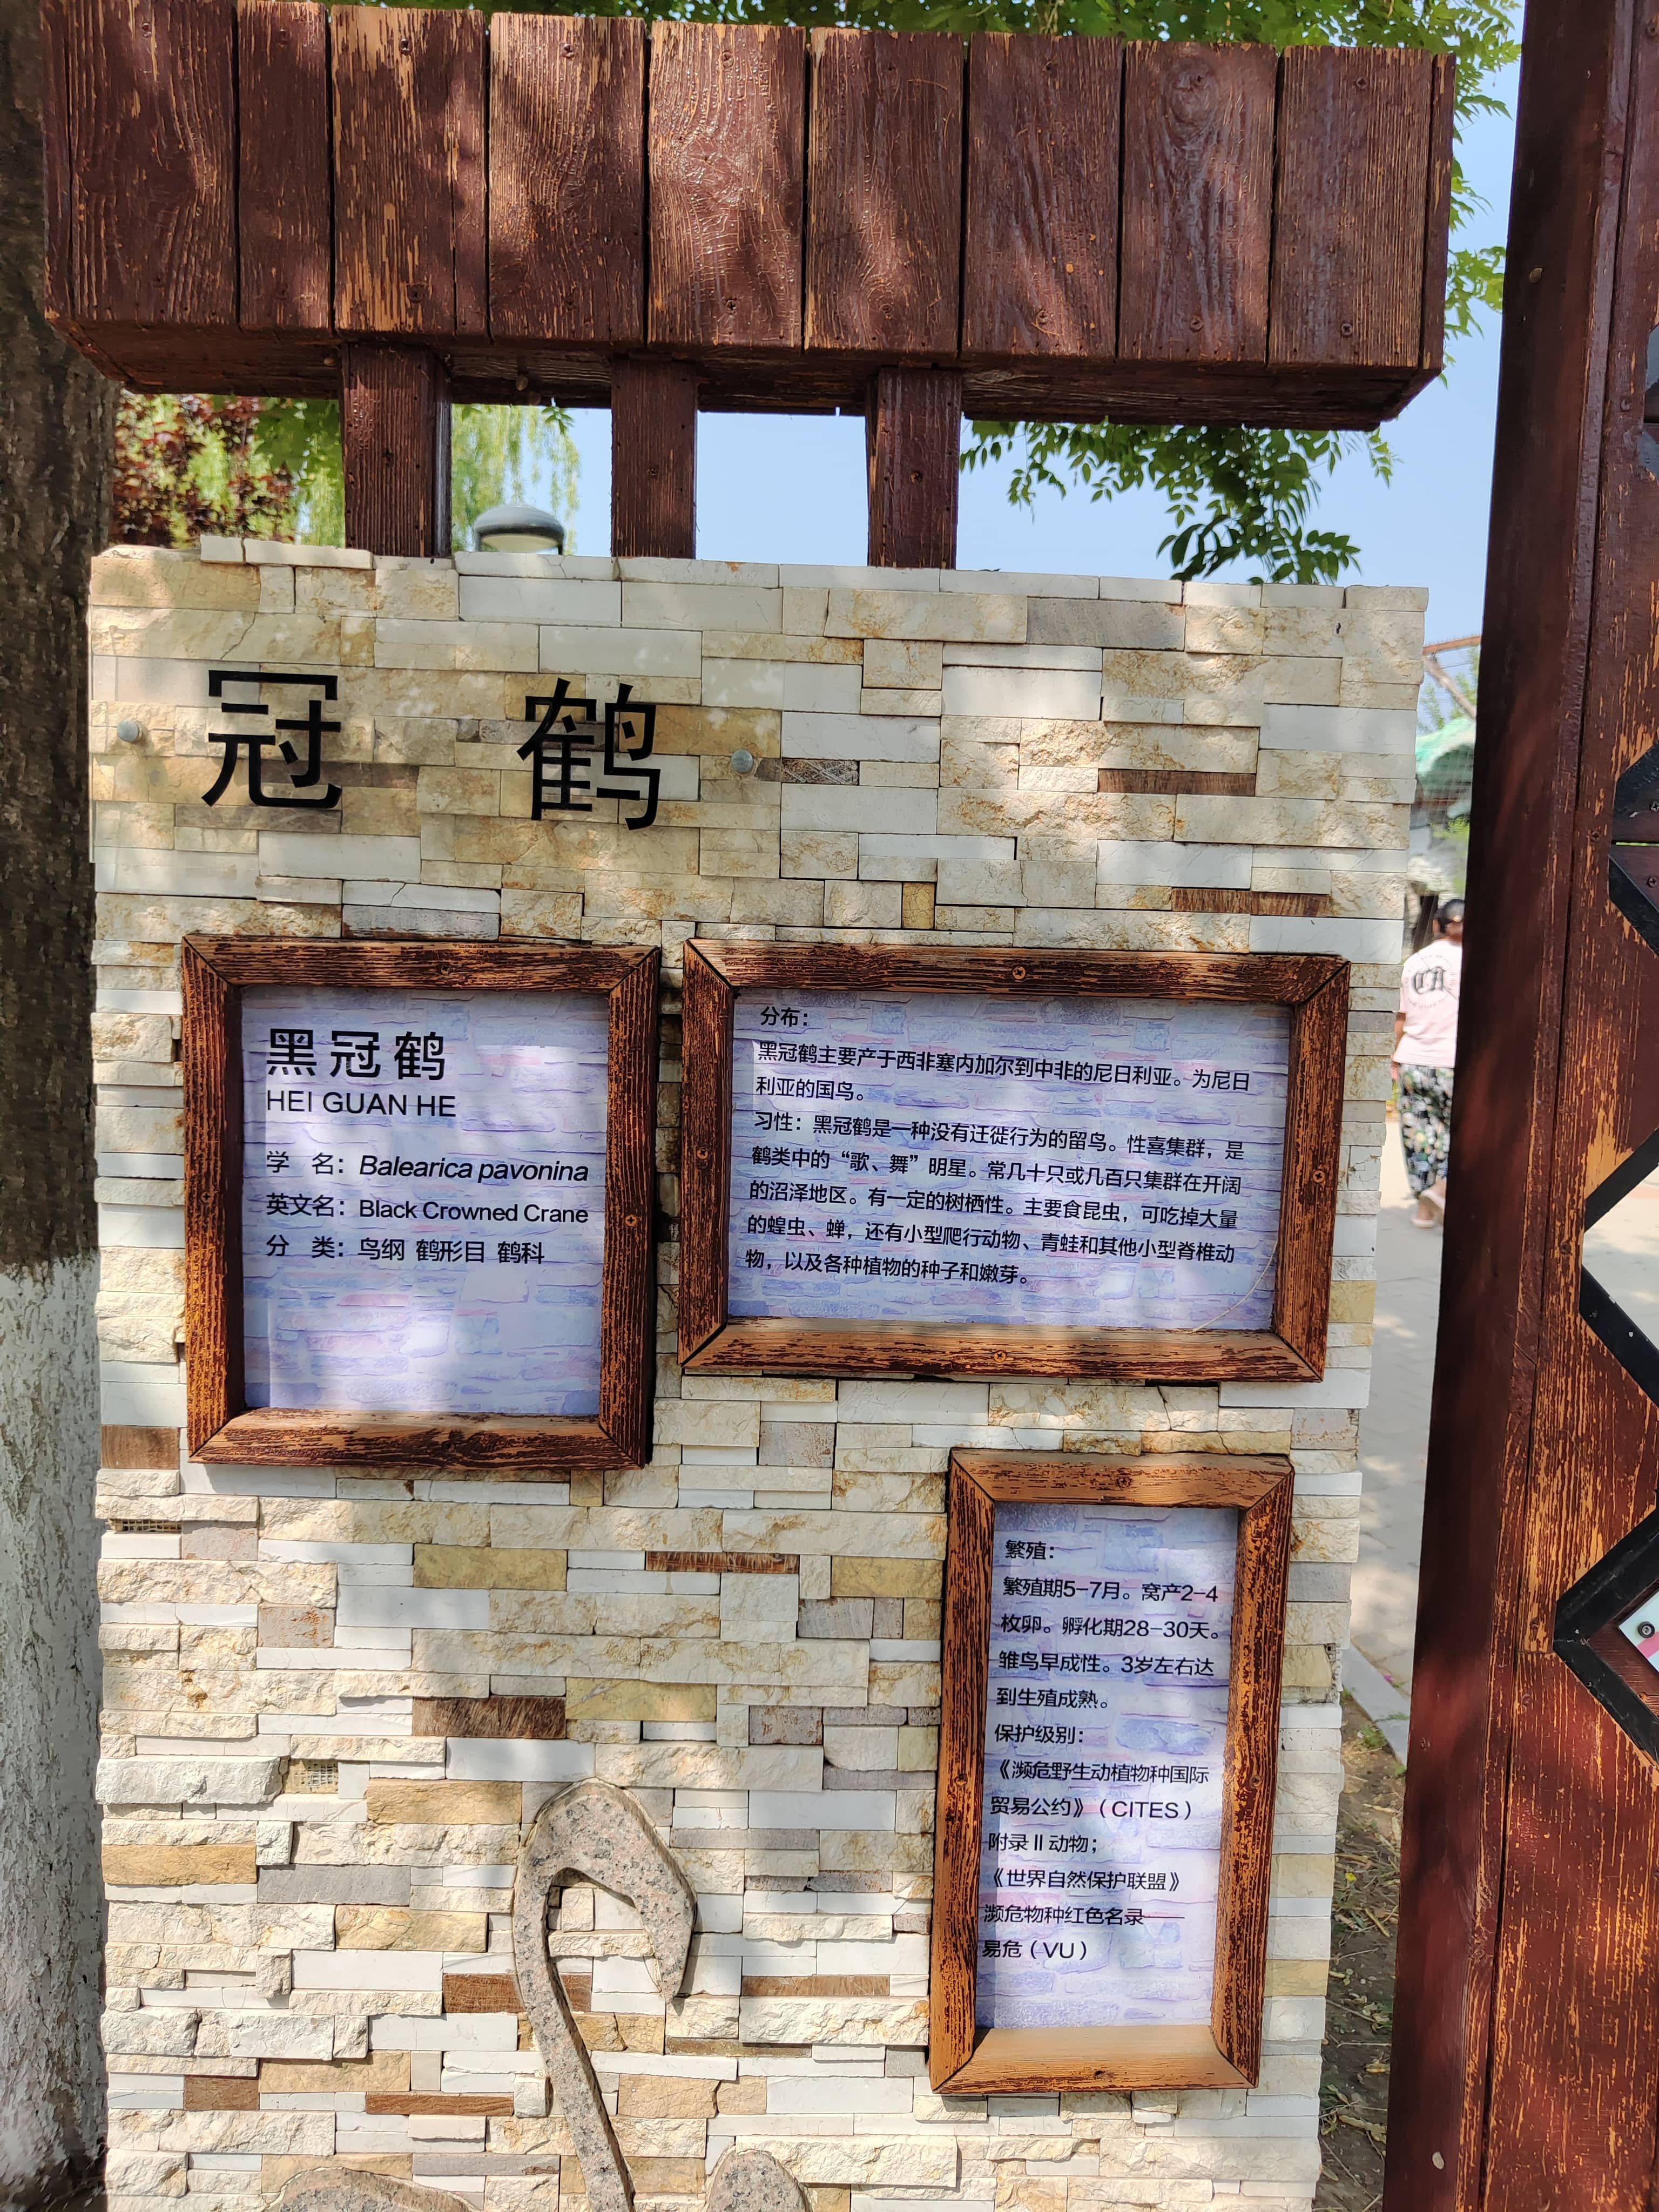 冠 鹤
黑冠鹤
HEI GUAN HE
学 名：Balearica pavonina
英文名：Black Crowned Crane
分 类：鸟纲 鹤形目 鹤科
分布：
黑冠鹤主要产于西非塞内加尔到中非的尼日利亚。为尼日
利亚的国鸟。
习性：黑冠鹤是一种没有迁徙行为的留鸟。性喜集群，是
鹤类中的“歌、舞”明星。常几十只或几百只集群在开阔
的沼泽地区。有一定的树栖性。主要食昆虫，可吃掉大量
的蝗虫、蝉，还有小型爬行动物、青蛙和其他小型脊椎动
物，以及各种植物的种子和嫩芽。
繁殖：
繁殖期5-7月。窝产2-4
枚卵。孵化期28-30天。
雏鸟早成性。3岁左右达
到生殖成熟。
保护级别：
《濒危野生动植物种国际
贸易公约》（CITES）
附录Ⅱ动物；
《世界自然保护联盟》
濒危物种红色名录——
易危（VU）